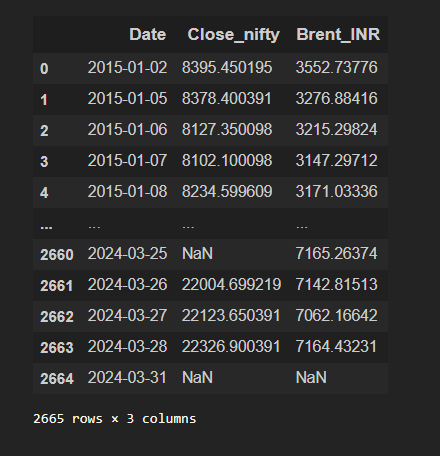 Date Close_nifty Brent_INR
0 2015-01-02 8395.450195 3552.73776
1 2015-01-05 8378.400391 3276.88416
2 2015-01-06 8127.350098 3215.29824
3 2015-01-07 8102.100098 3147.29712
4 2015-01-08 8234.599609 3171.03336
... ... ... ...
2660 2024-03-25 NaN 7165.26374
2661 2024-03-26 22004.699219 7142.81513
2662 2024-03-27 22123.650391 7062.16642
2663 2024-03-28 22326.900391 7164.43231
2664 2024-03-31 NaN NaN
2665 rows × 3 columns